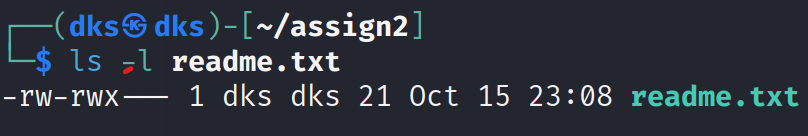 ┌──(dks㉿dks)-[~/assign2]
└─$ ls -l readme.txt
-rw-rwx--- 1 dks dks 21 Oct 15 23:08 readme.txt